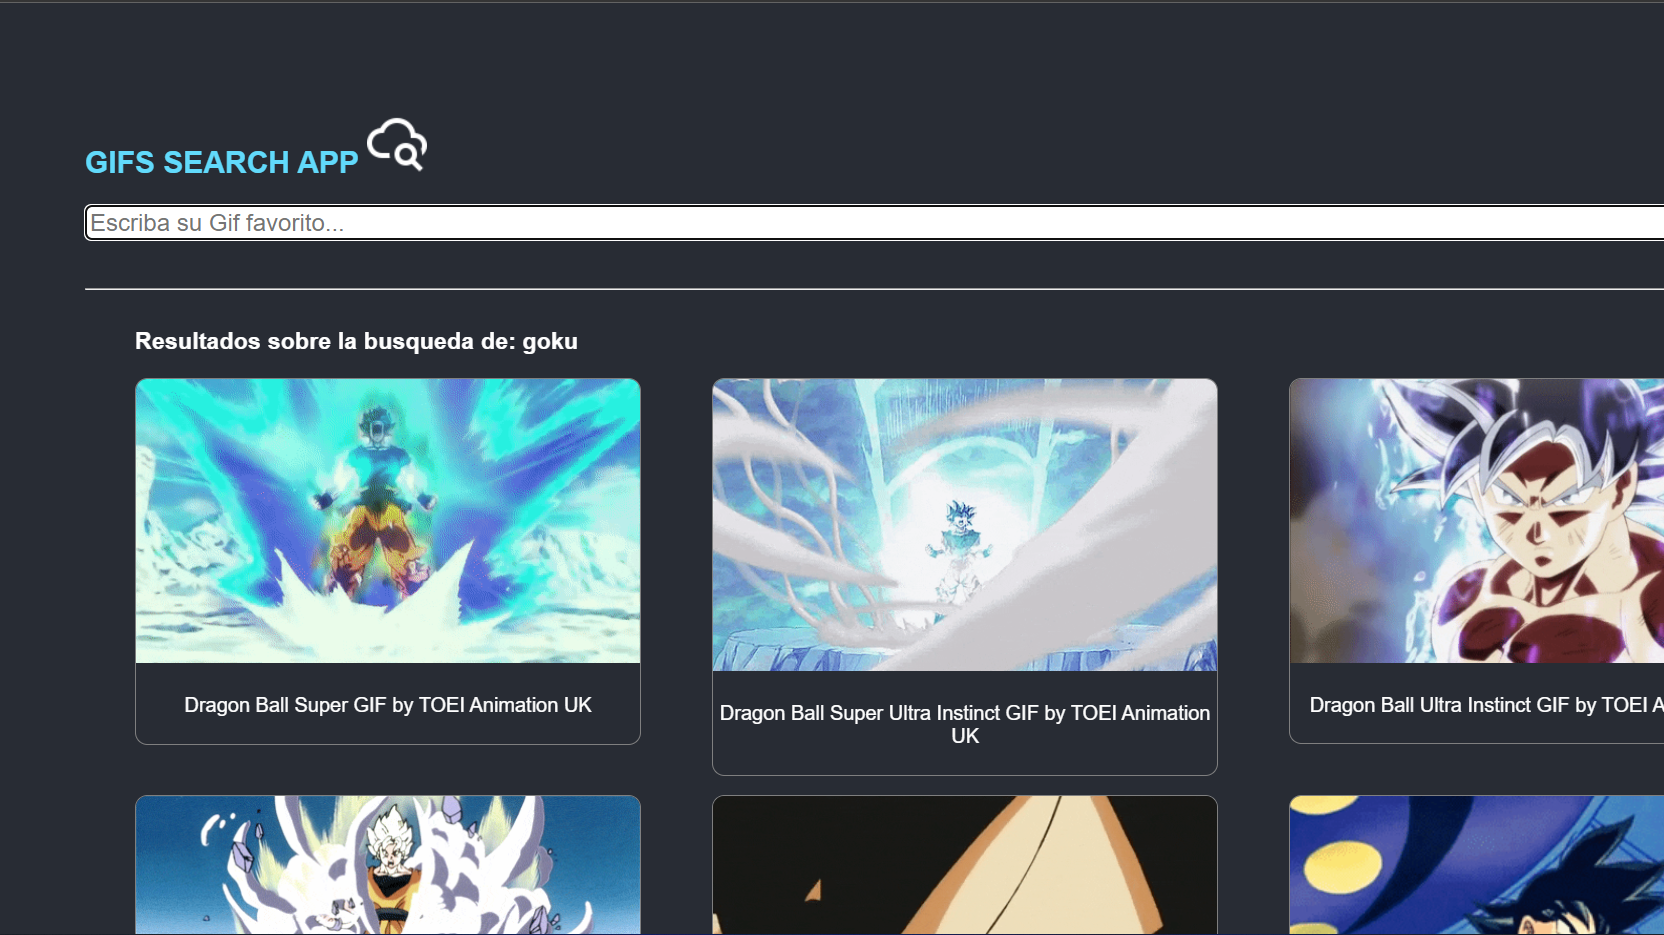 GIFS SEARCH APP
Escriba su Gif favorito...
Resultados sobre la busqueda de: goku
Dragon Ball Super GIF by TOEI Animation UK
Dragon Ball Super Ultra Instinct GIF by TOEI Animation
UK
Dragon Ball Ultra Instinct GIF by TOEI